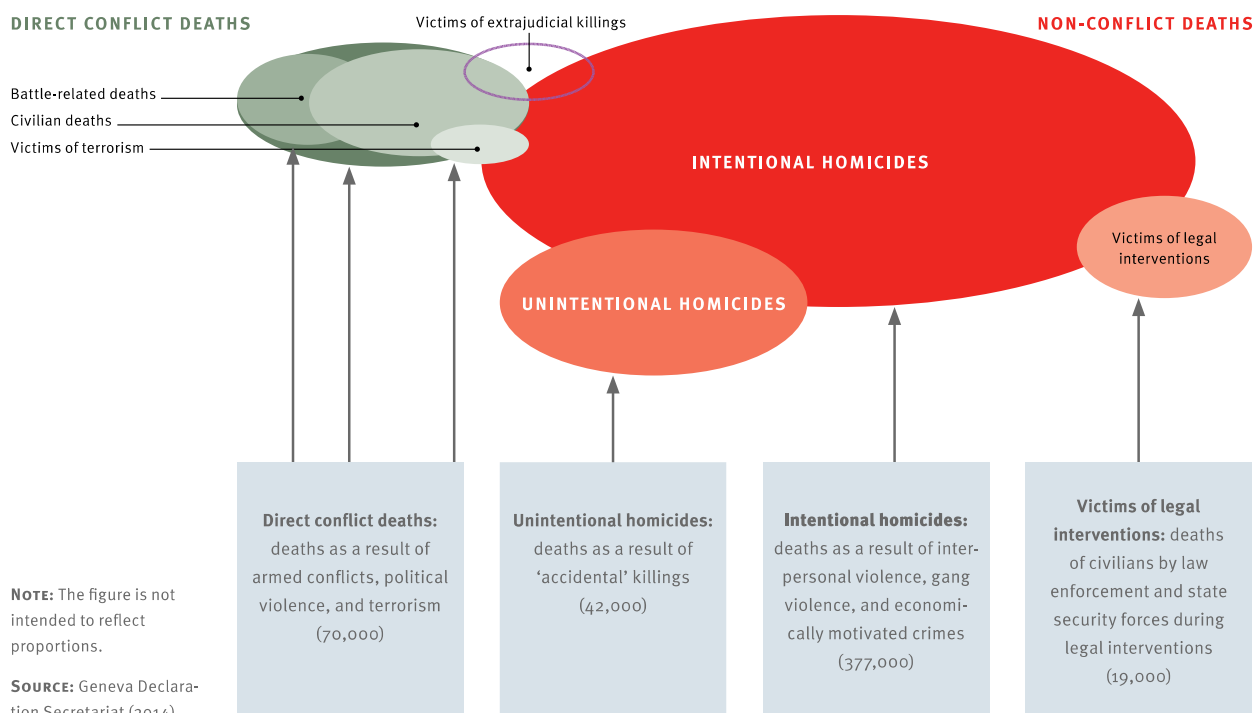 DIRECT CONFLICT DEATHS
Victims of extrajudicial killings
NON-CONFLICT DEATHS
Battle-related deaths
Civilian deaths
Victims of terrorism
INTENTIONAL HOMICIDES
Victims of legal
interventions
UNINTENTIONAL HOMICIDES
Direct conflict deaths:
deaths as a result of
armed conflicts, political
violence, and terrorism
(70,000)
Unintentional homicides:
deaths as a result of
‘accidental’ killings
(42,000)
Intentional homicides:
deaths as a result of inter-
personal violence, gang
violence, and economi-
cally motivated crimes
(377,000)
Victims of legal
interventions: deaths
of civilians by law
enforcement and state
security forces during
legal interventions
(19,000)
NOTE: The figure is not
intended to reflect
proportions.
SOURCE: Geneva Declara-
tion Secretariat (2014)